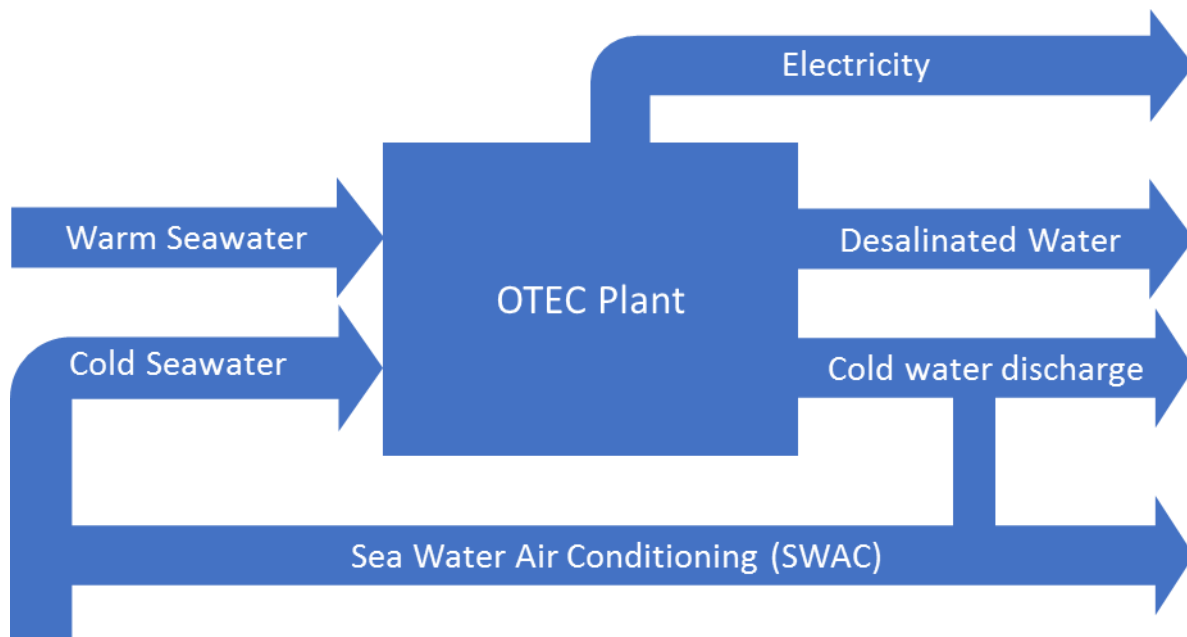 Electricity
Warm Seawater
Desalinated Water
OTEC Plant
Cold Seawater
Cold water discharge
Sea Water Air Conditioning (SWAC)